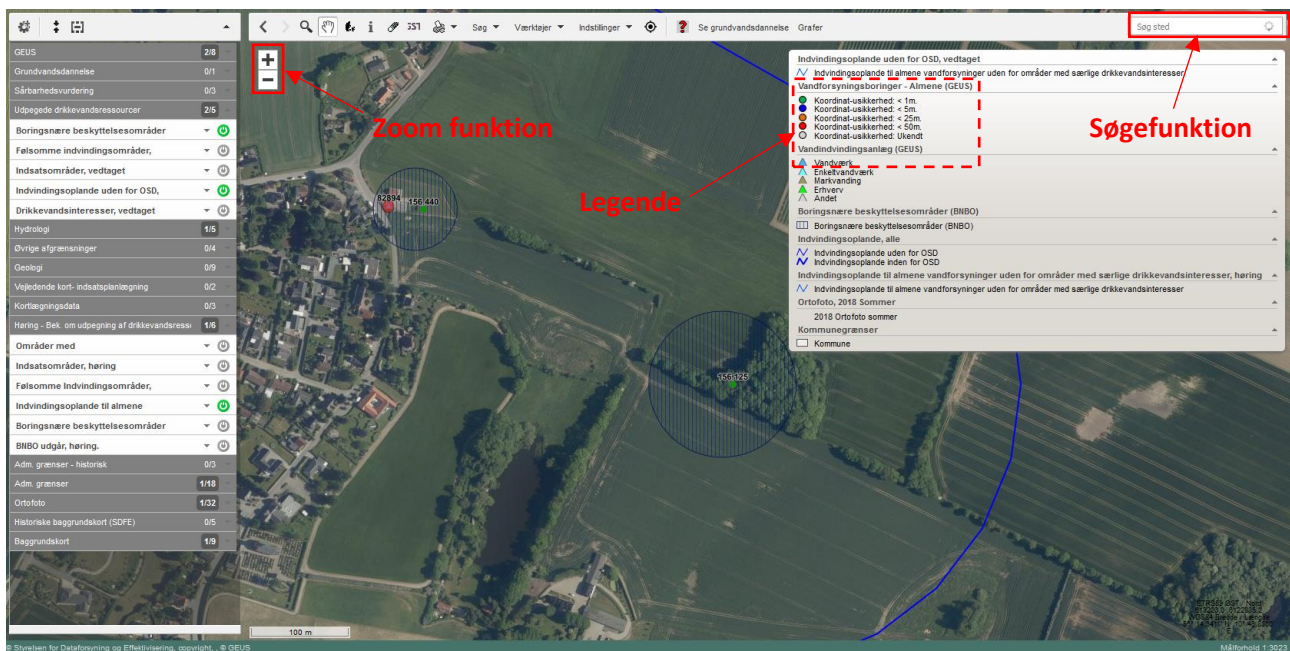 Søg
Værktøjer
Indstillinger
Se grundvandsdannelse
Grafer
Søg sted
GEUS 2/8
Grundvandsdannelse 0/1
Sårbarhedsvurdering 0/3
Udpegede drikkevandsressourcer 2/5
Boringsnære beskyttelsesområder
Følsomme indvindingsområder,
Indsatsområder, vedtaget
Indvindingsoplande uden for OSD,
Drikkevandsinteresser, vedtaget
Hydrologi 1/5
Øvrige afgrænsninger 0/4
Geologi 0/9
Vejledende kort- indsatsplanlægning 0/2
Kortlægningsdata 0/3
Høring - Bek. om udpegning af drikkevandsress 1/6
Områder med
Indsatsområder, høring
Følsomme Indvindingsområder,
Indvindingsoplande til almene
Boringsnære beskyttelsesområder
BNBO udgår, høring.
Adm. grænser - historisk 0/3
Adm. grænser 1/18
Ortofoto 1/32
Historiske baggrundskort (SDFE) 0/5
Baggrundskort 1/9
+
−
Zoom funktion
Legende
Søgefunktion
82894
156.440
156.125
Indvindingsoplande uden for OSD, vedtaget
Indvindingsoplande til almene vandforsyninger uden for områder med særlige drikkevandsinteresser
Vandforsyningsboringer - Almene (GEUS)
Koordinat-usikkerhed: < 1m.
Koordinat-usikkerhed: < 5m.
Koordinat-usikkerhed: < 25m.
Koordinat-usikkerhed: < 50m.
Koordinat-usikkerhed: Ukendt
Vandindvindingsanlæg (GEUS)
Vandværk
Enkeltvandværk
Markvanding
Erhverv
Andet
Boringsnære beskyttelsesområder (BNBO)
Boringsnære beskyttelsesområder (BNBO)
Indvindingsoplande, alle
Indvindingsoplande uden for OSD
Indvindingsoplande inden for OSD
Indvindingsoplande til almene vandforsyninger uden for områder med særlige drikkevandsinteresser, høring
Indvindingsoplande til almene vandforsyninger uden for områder med særlige drikkevandsinteresser
Ortofoto, 2018 Sommer
2018 Ortofoto sommer
Kommunegrænser
Kommune
100 m
© Styrelsen for Dataforsyning og Effektivisering, copyright, , © GEUS
Målforhold 1:3023